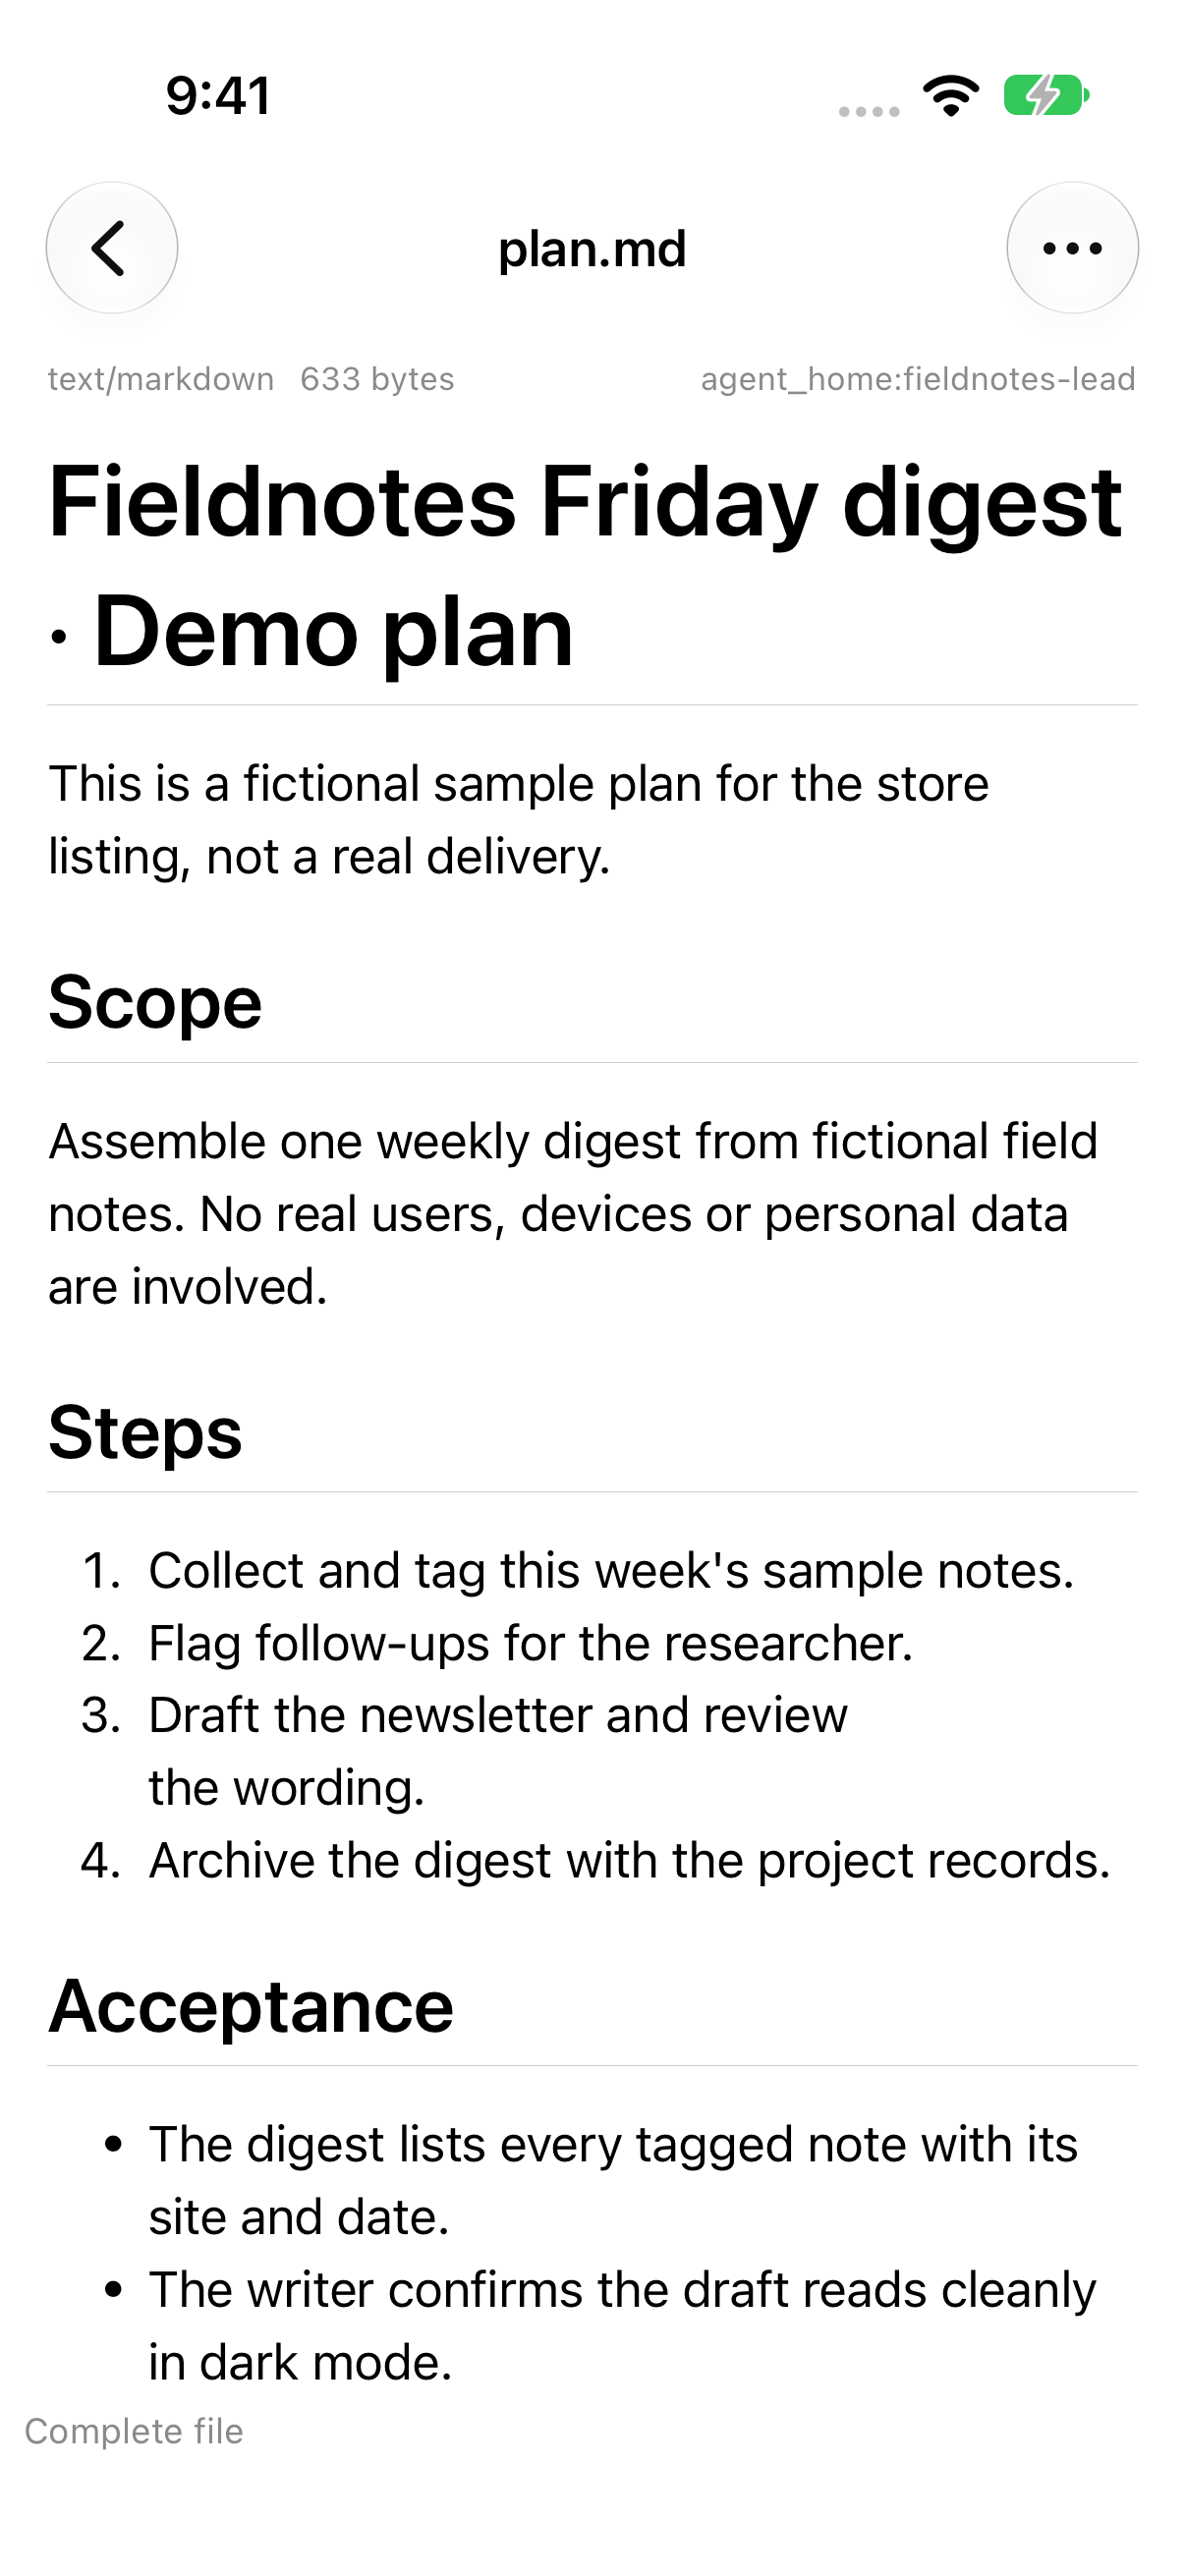 9:41
plan.md
text/markdown 633 bytes
agent_home:fieldnotes-lead
Fieldnotes Friday digest
· Demo plan
This is a fictional sample plan for the store
listing, not a real delivery.
Scope
Assemble one weekly digest from fictional field
notes. No real users, devices or personal data
are involved.
Steps
1. Collect and tag this week's sample notes.
2. Flag follow-ups for the researcher.
3. Draft the newsletter and review
the wording.
4. Archive the digest with the project records.
Acceptance
• The digest lists every tagged note with its
site and date.
• The writer confirms the draft reads cleanly
in dark mode.
Complete file